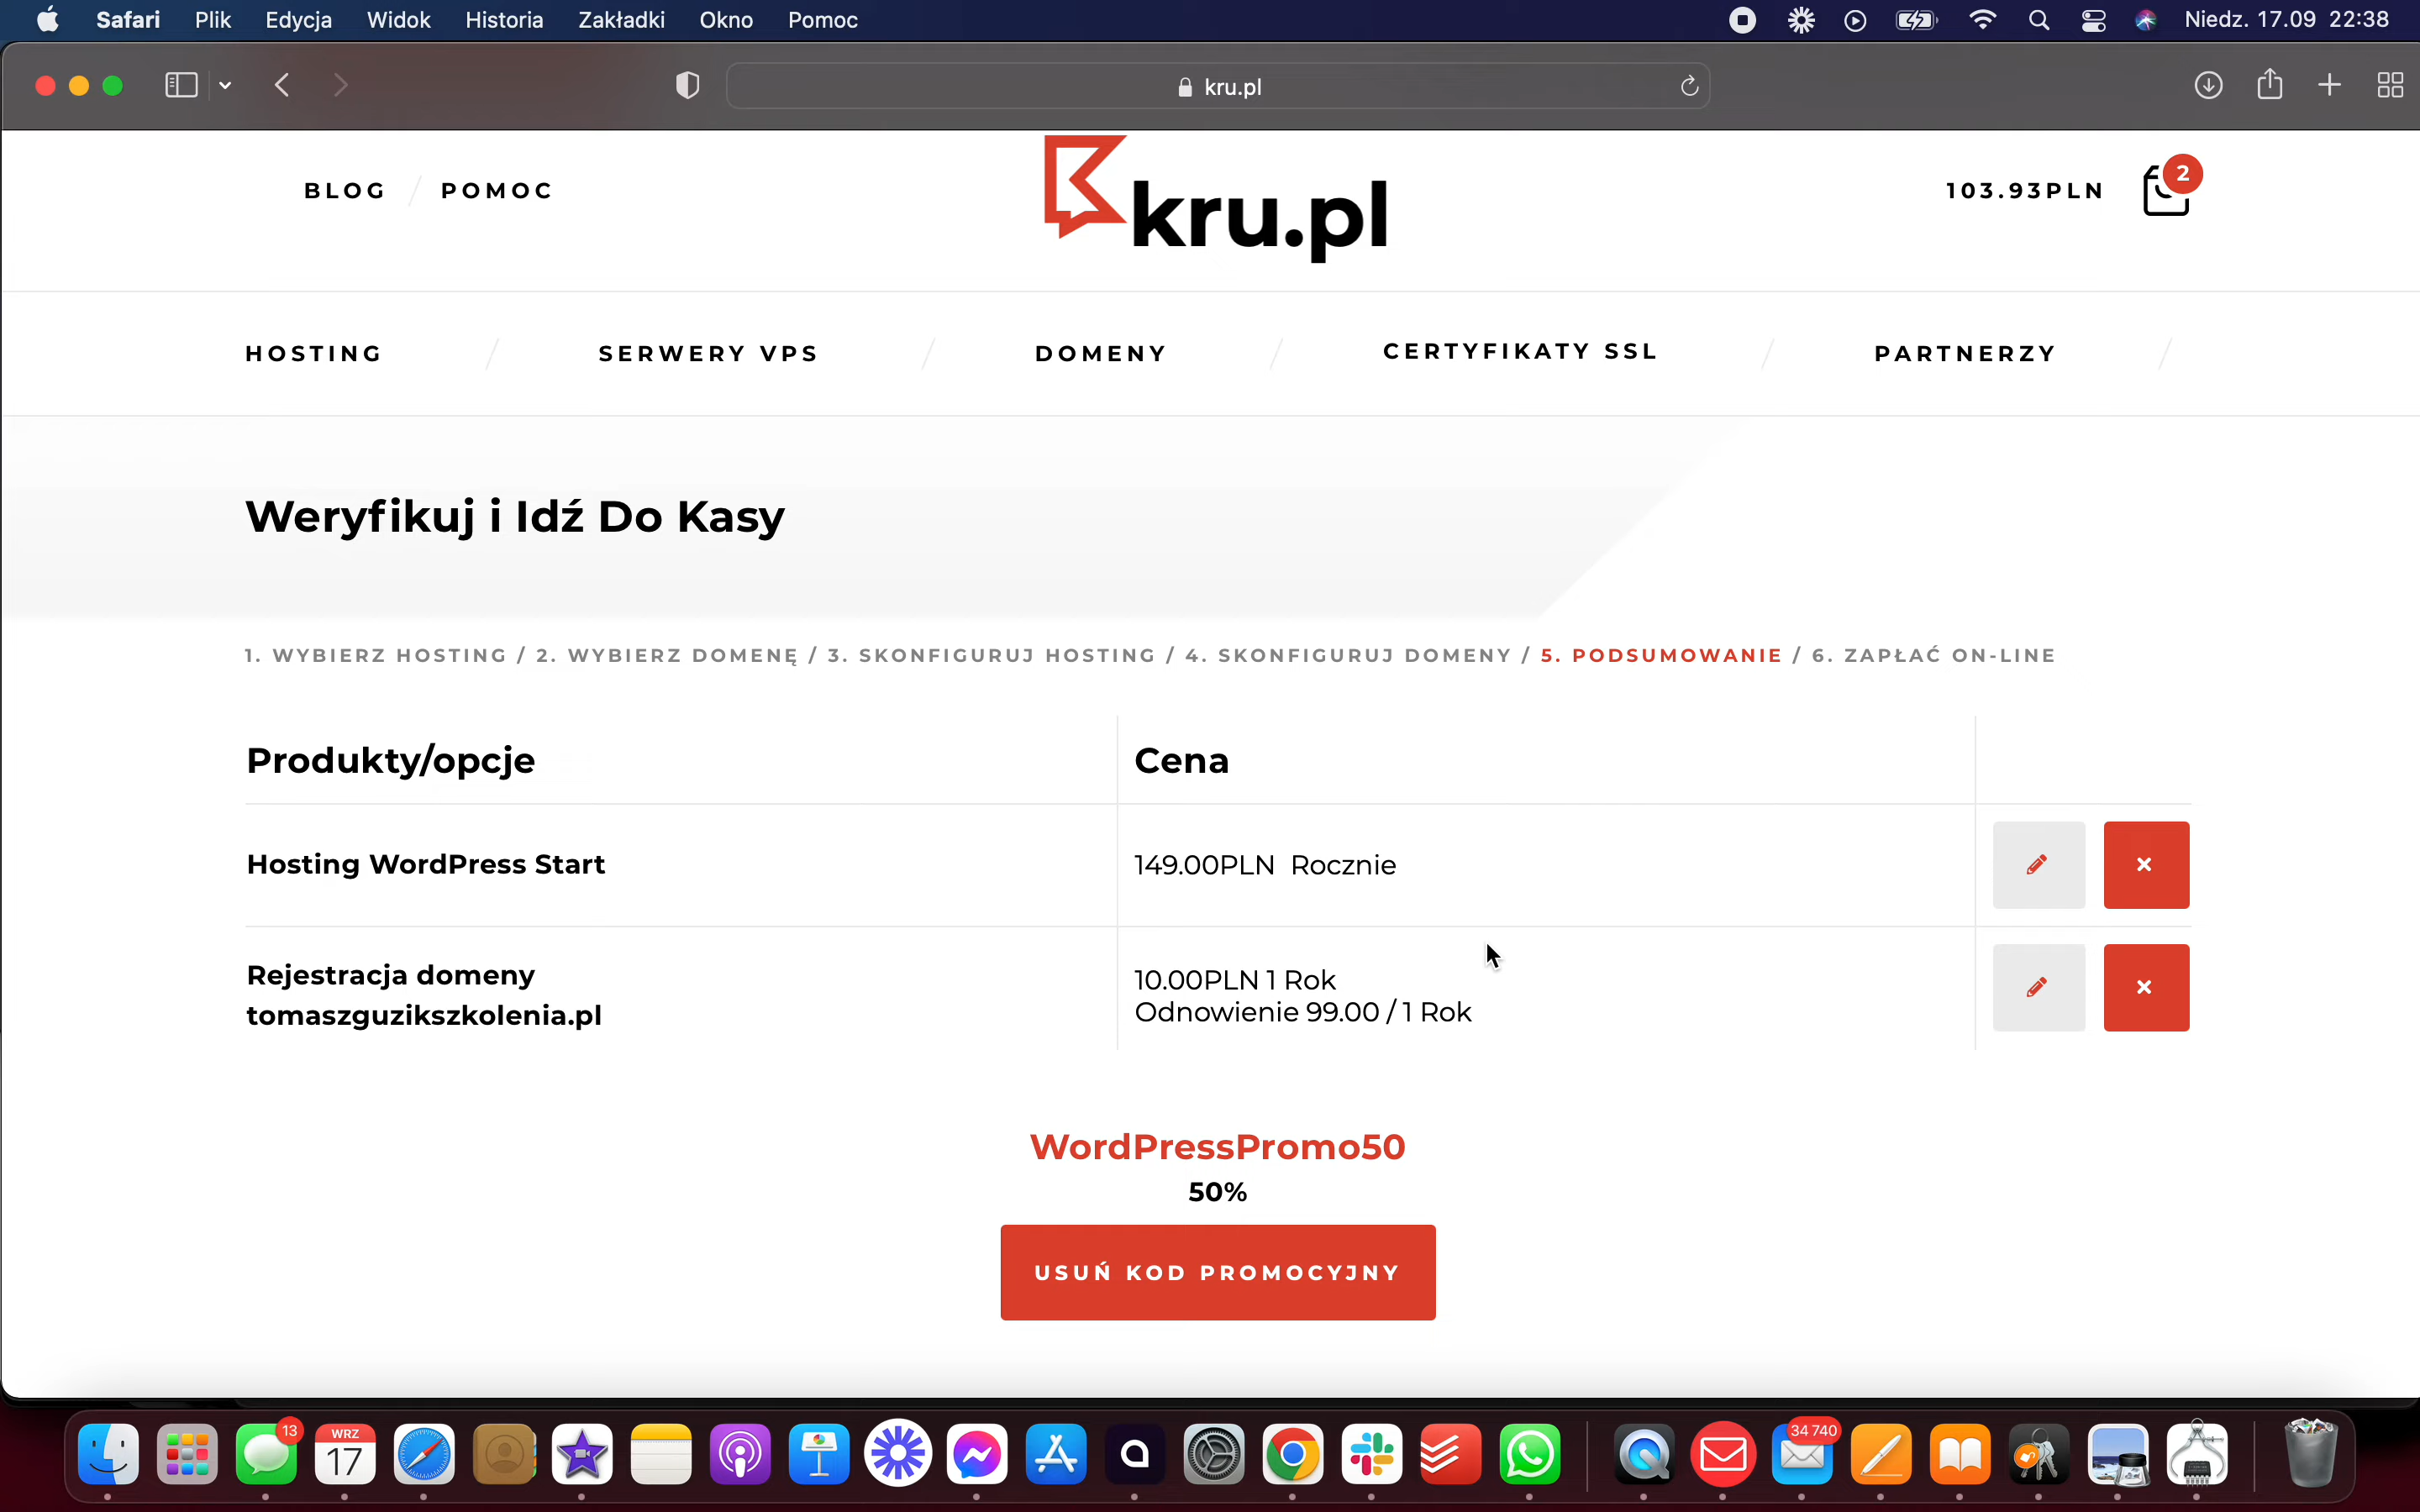 Safari Plik Edycja Widok Historia Zakładki Okno Pomoc Niedz. 17.09 22:38
kru.pl
BLOG / POMOC
kru.pl
103.93PLN
2
HOSTING / SERWERY VPS / DOMENY / CERTYFIKATY SSL / PARTNERZY /
Weryfikuj i Idź Do Kasy
1. WYBIERZ HOSTING / 2. WYBIERZ DOMENĘ / 3. SKONFIGURUJ HOSTING / 4. SKONFIGURUJ DOMENY / 5. PODSUMOWANIE / 6. ZAPŁAĆ ON-LINE
Produkty/opcje Cena
Hosting WordPress Start 149.00PLN Rocznie
Rejestracja domeny
tomaszguzikszkolenia.pl
10.00PLN 1 Rok
Odnowienie 99.00 / 1 Rok
WordPressPromo50
50%
USUŃ KOD PROMOCYJNY
13
WRZ
17
34 740